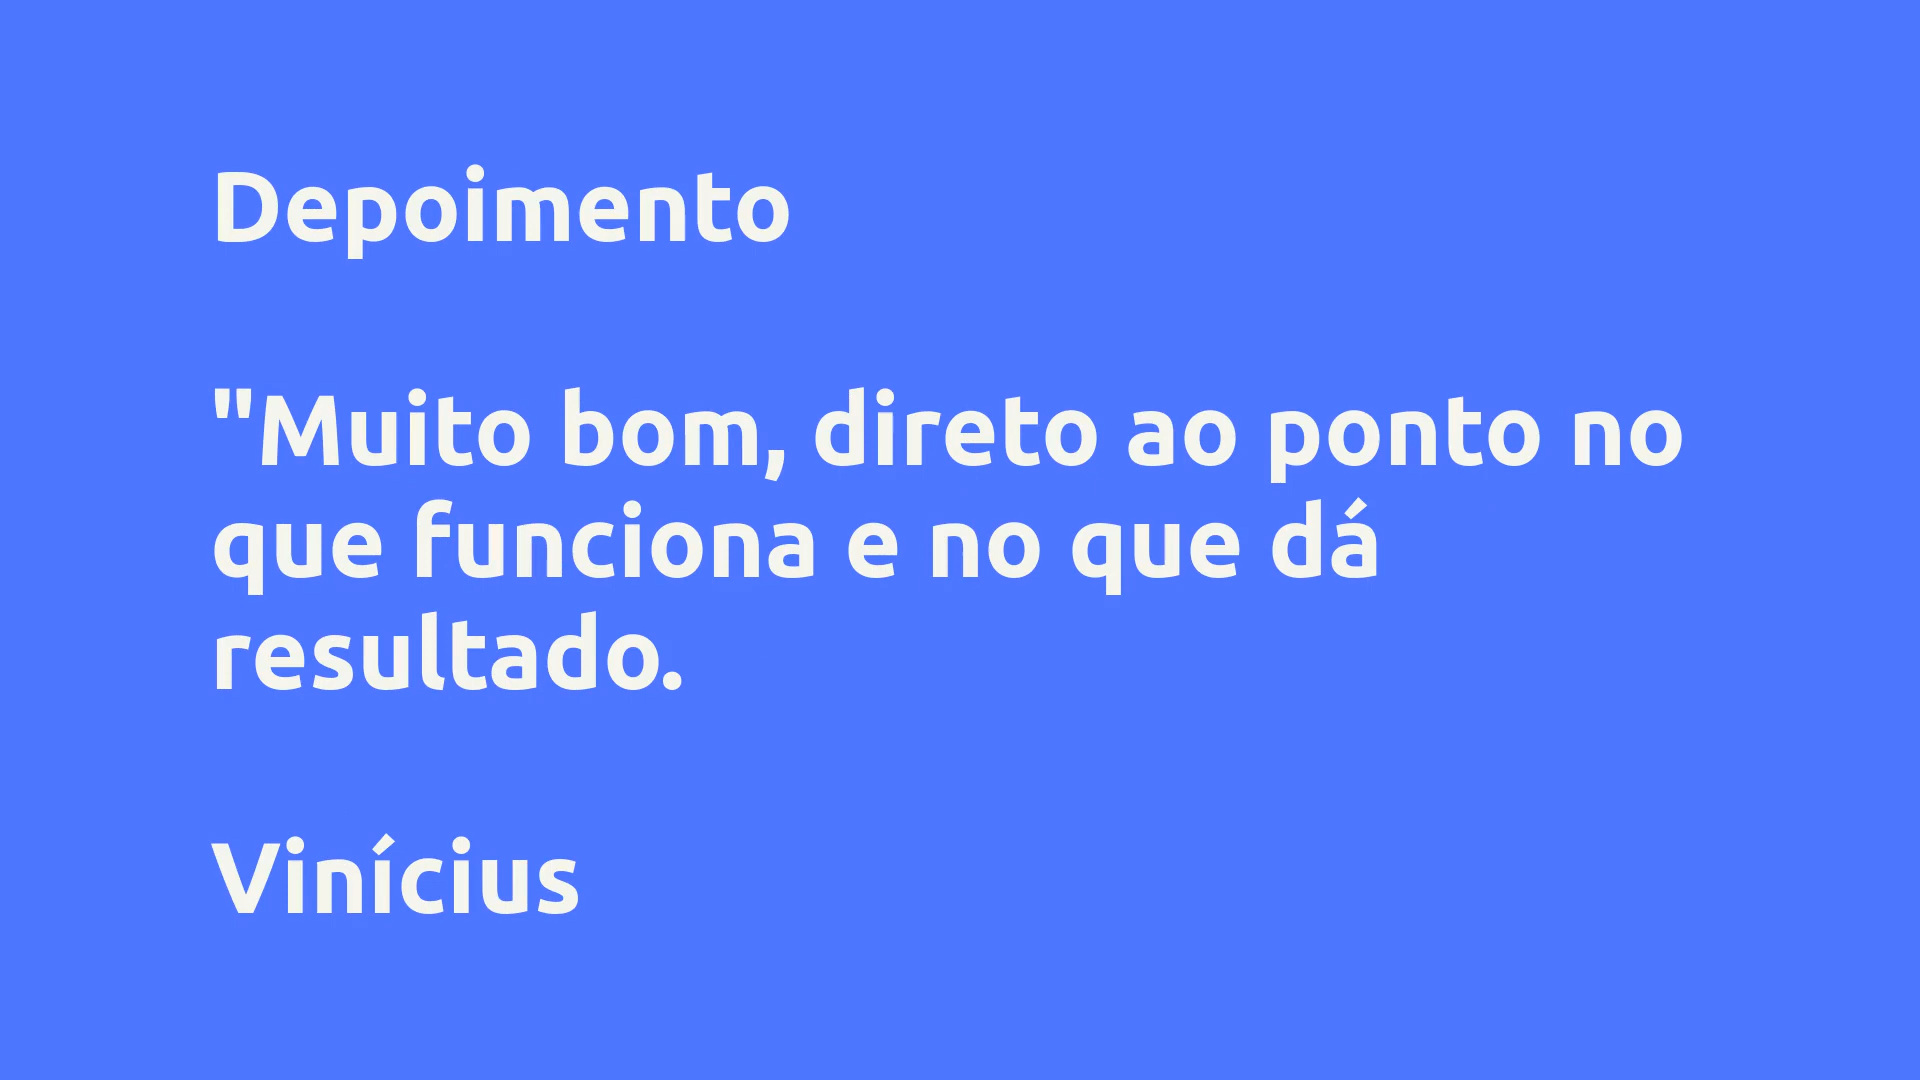 Depoimento
"Muito bom, direto ao ponto no
que funciona e no que dá
resultado.
Vinícius